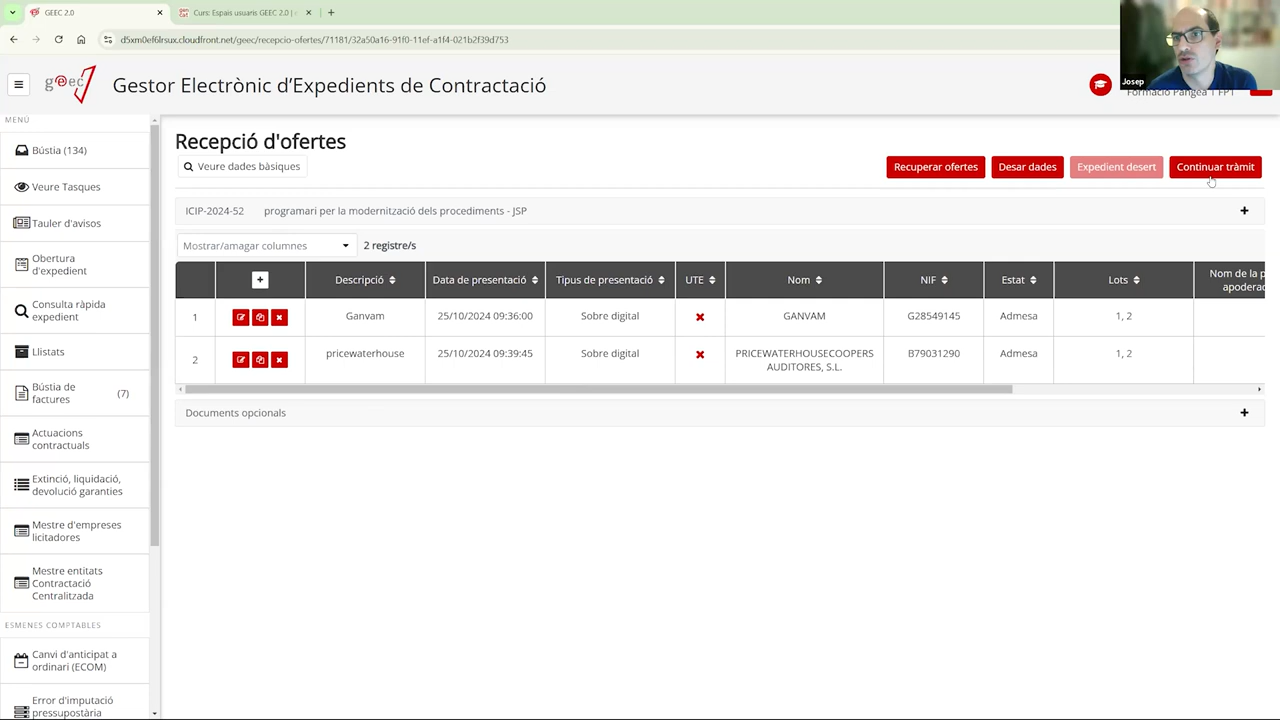 GEEC 2.0
Curs: Espais usuaris GEEC 2.0 | e
d5xm0ef6lrsux.cloudfront.net/geec/recepcio-ofertes/71181/32a50a16-91f0-11ef-a1f4-021b2f39d753
Josep
geec
Gestor Electrònic d'Expedients de Contractació
Formació Pangea 1 FP1
MENÚ
Bústia (134)
Veure Tasques
Tauler d'avisos
Obertura
d'expedient
Consulta ràpida
expedient
Llistats
Bústia de
factures
(7)
Actuacions
contractuals
Extinció, liquidació,
devolució garanties
Mestre d'empreses
licitadores
Mestre entitats
Contractació
Centralitzada
ESMENES COMPTABLES
Canvi d'anticipat a
ordinari (ECOM)
Error d'imputació
pressupostària
Recepció d'ofertes
Veure dades bàsiques
Recuperar ofertes
Desar dades
Expedient desert
Continuar tràmit
ICIP-2024-52 programari per la modernització dels procediments - JSP
Mostrar/amagar columnes
2 registre/s
Descripció Data de presentació Tipus de presentació UTE Nom NIF Estat Lots Nom de la p
apoderac
1 Ganvam 25/10/2024 09:36:00 Sobre digital GANVAM G28549145 Admesa 1, 2
2 pricewaterhouse 25/10/2024 09:39:45 Sobre digital PRICEWATERHOUSECOOPERS B79031290 Admesa 1, 2
AUDITORES, S.L.
Documents opcionals